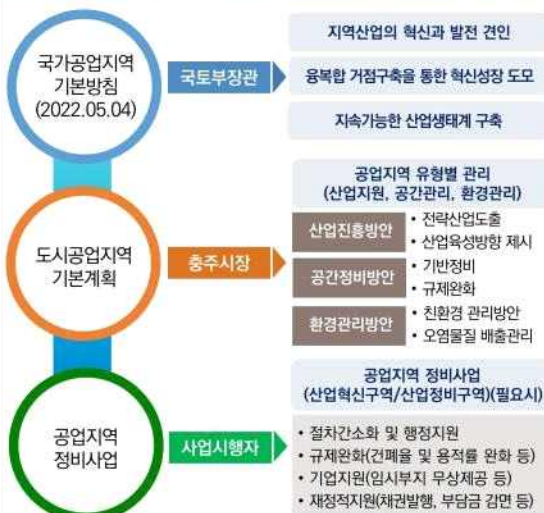 국가공업지역
기본방침
(2022.05.04)
국토부장관
지역산업의 혁신과 발전 견인
융복합 거점구축을 통한 혁신성장 도모
지속가능한 산업생태계 구축
도시공업지역
기본계획
충주시장
공업지역 유형별 관리
(산업지원, 공간관리, 환경관리)
산업진흥방안
• 전략산업도출
• 산업육성방향 제시
공간정비방안
• 기반정비
• 규제완화
환경관리방안
• 친환경 관리방안
• 오염물질 배출관리
공업지역
정비사업
사업시행자
공업지역 정비사업
(산업혁신구역/산업정비구역)(필요시)
• 절차간소화 및 행정지원
• 규제완화(건폐율 및 용적률 완화 등)
• 기업지원(임시부지 무상제공 등)
• 재정적지원(채권발행, 부담금 감면 등)